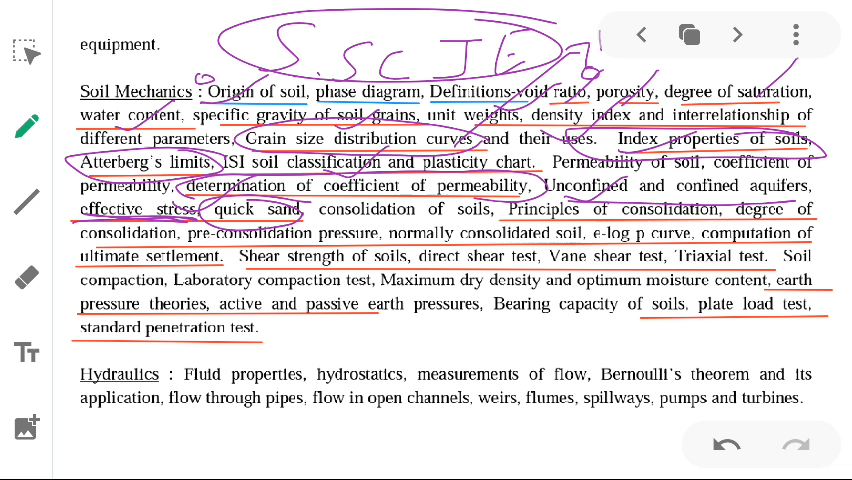 equipment.
S.SC JE
Soil Mechanics : Origin of soil, phase diagram, Definitions-void ratio, porosity, degree of saturation,
water content, specific gravity of soil grains, unit weights, density index and interrelationship of
different parameters, Grain size distribution curves and their uses. Index properties of soils,
Atterberg's limits, ISI soil classification and plasticity chart. Permeability of soil, coefficient of
permeability, determination of coefficient of permeability, Unconfined and confined aquifers,
effective stress, quick sand, consolidation of soils, Principles of consolidation, degree of
consolidation, pre-consolidation pressure, normally consolidated soil, e-log p curve, computation of
ultimate settlement. Shear strength of soils, direct shear test, Vane shear test, Triaxial test. Soil
compaction, Laboratory compaction test, Maximum dry density and optimum moisture content, earth
pressure theories, active and passive earth pressures, Bearing capacity of soils, plate load test,
standard penetration test.
Hydraulics : Fluid properties, hydrostatics, measurements of flow, Bernoulli's theorem and its
application, flow through pipes, flow in open channels, weirs, flumes, spillways, pumps and turbines.
TT